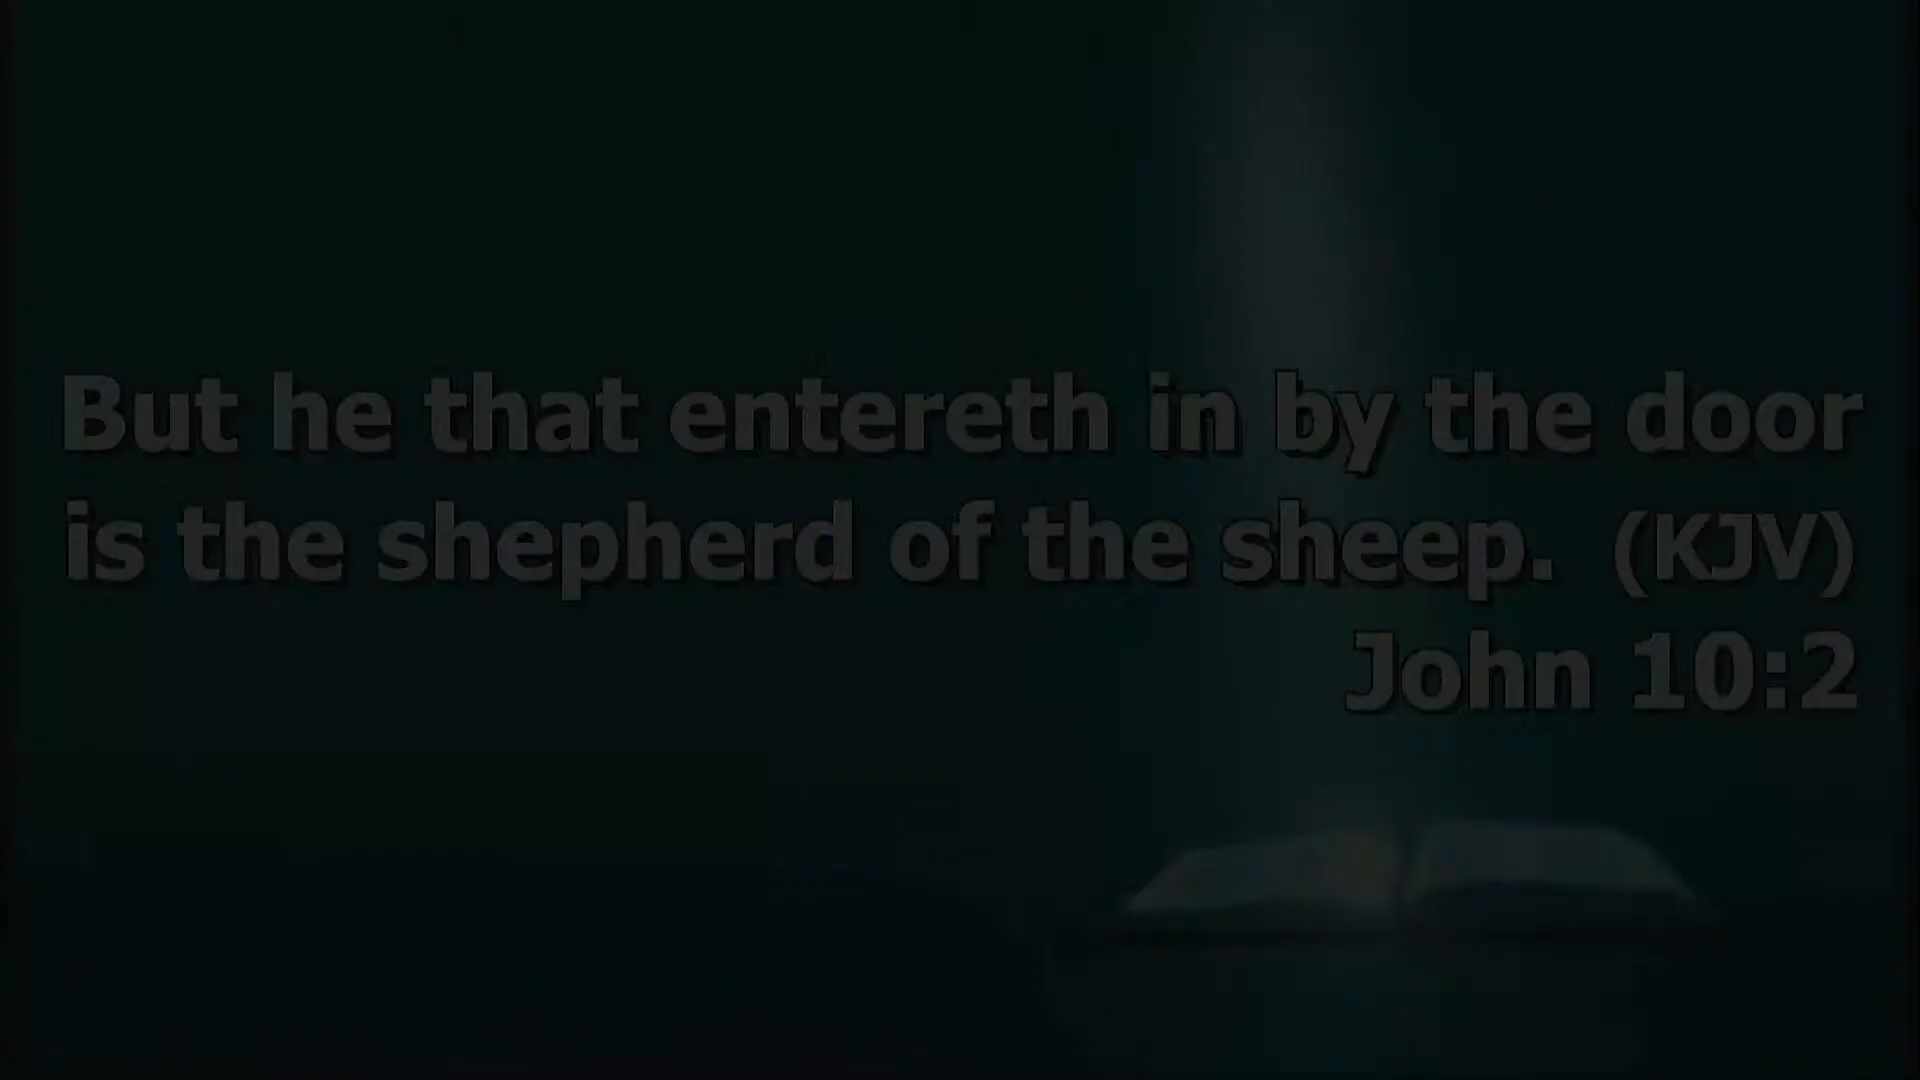 But he that entereth in by the door
is the shepherd of the sheep. (KJV)
John 10:2